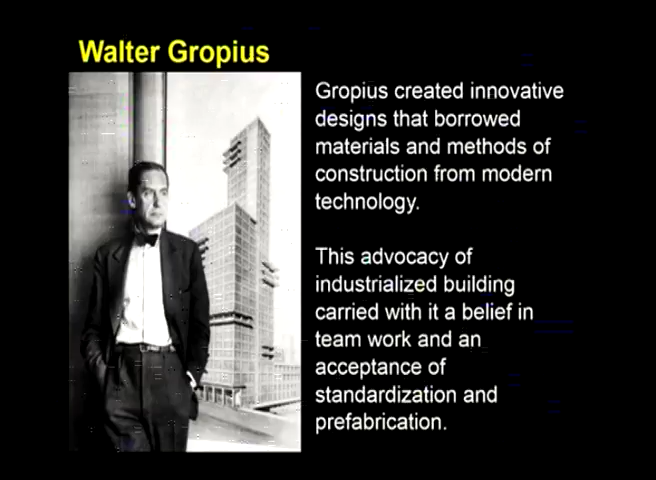 Walter Gropius
Gropius created innovative
designs that borrowed
materials and methods of
construction from modern
technology.
This advocacy of
industrialized building
carried with it a belief in
team work and an
acceptance of
standardization and
prefabrication.